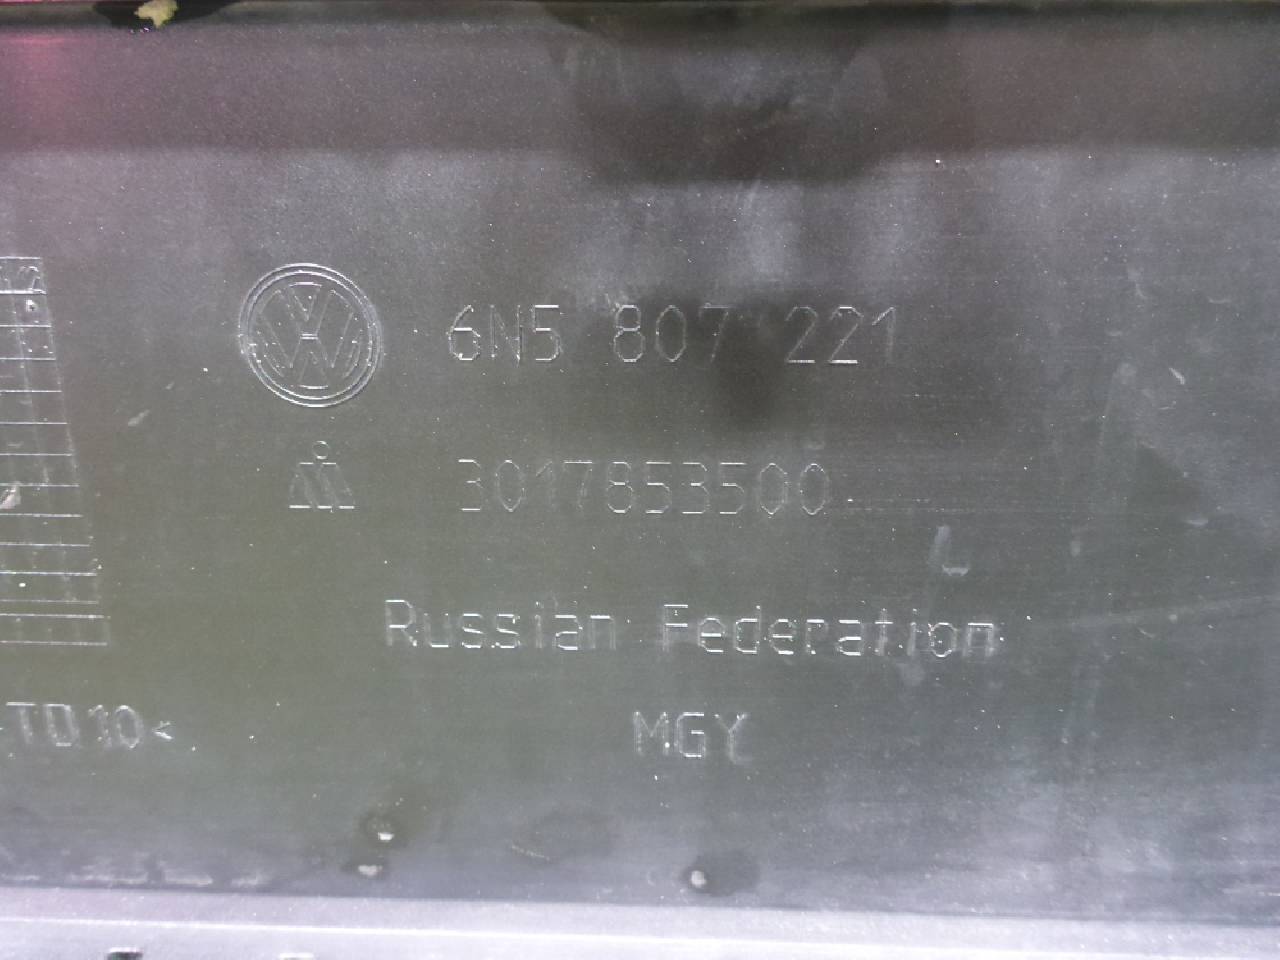 6N5 807 221
3017853500
Russian Federation
TD10<
MGY